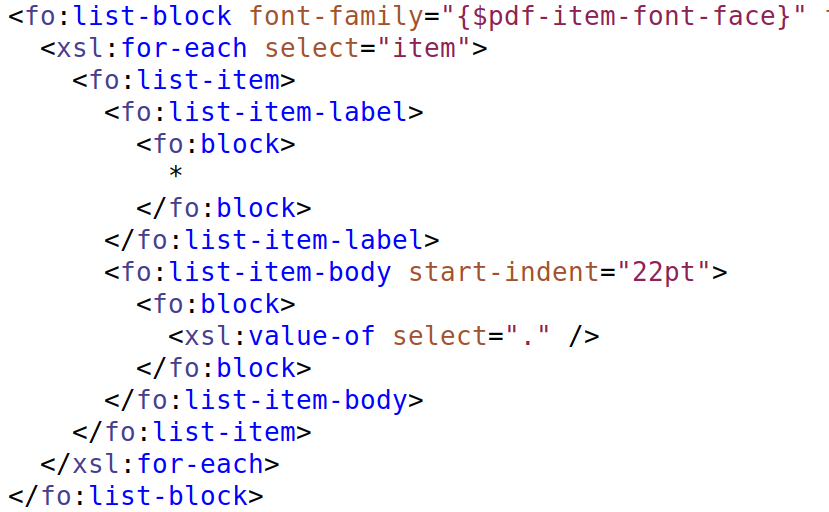 <fo:list-block font-family="{$pdf-item-font-face}"
<xsl:for-each select="item">
<fo:list-item>
<fo:list-item-label>
<fo:block>
*
</fo:block>
</fo:list-item-label>
<fo:list-item-body start-indent="22pt">
<fo:block>
<xsl:value-of select="." />
</fo:block>
</fo:list-item-body>
</fo:list-item>
</xsl:for-each>
</fo:list-block>